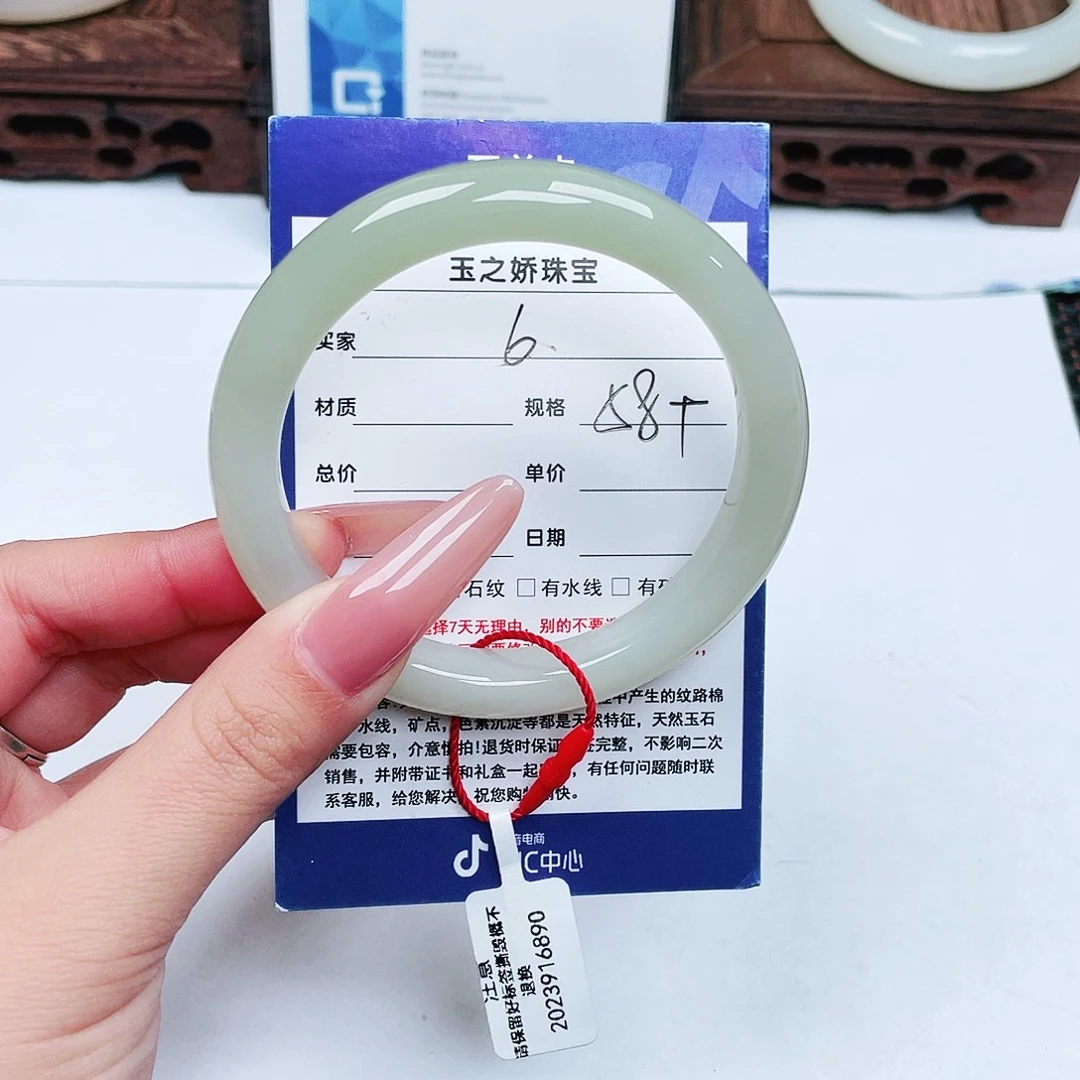 玉之娇珠宝
买家 6
材质 规格 58+
总价 单价
日期
石纹 □有水线 □有
择7天无理由，别的不要
中产生的纹路棉
水线，矿点，色素沉淀等都是天然特征，天然玉石
需要包容，介意慎拍！退货时保证 完整，不影响二次
销售，并附带证书和礼盒一起 ，有任何问题随时联
系客服，给您解决，祝您购物愉快。
音电商
IC中心
注意
请保留好标签撕毁概不
退换
2023916890